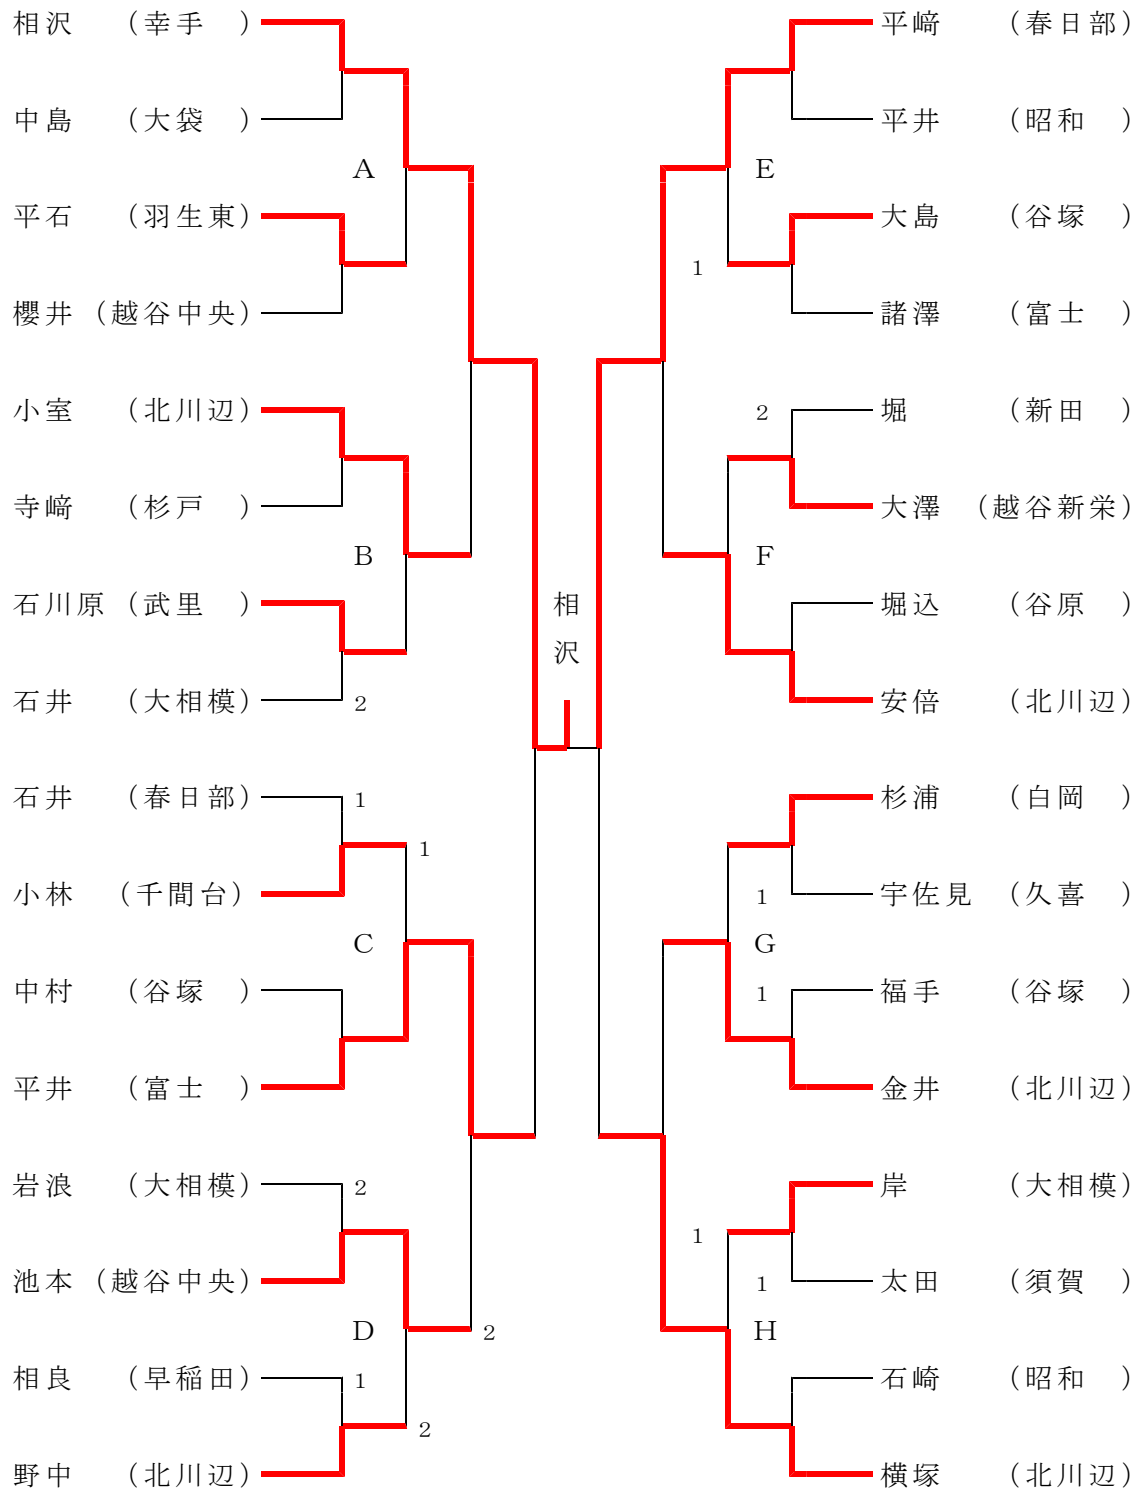 相沢 （幸手 ）
中島 （大袋 ）
A
平石 （羽生東）
櫻井（越谷中央）
小室 （北川辺）
寺﨑 （杉戸 ）
B
石川原（武里 ）
石井 （大相模） 2
石井 （春日部） 1
1
小林 （千間台）
C
中村 （谷塚 ）
平井 （富士 ）
岩浪 （大相模） 2
池本（越谷中央）
D 2
相良 （早稲田） 1
2
野中 （北川辺）
相
沢
平﨑 （春日部）
平井 （昭和 ）
E
大島 （谷塚 ）
1
諸澤 （富士 ）
2 堀 （新田 ）
大澤 （越谷新栄）
F
堀込 （谷原 ）
安倍 （北川辺）
杉浦 （白岡 ）
1 宇佐見 （久喜 ）
G
1 福手 （谷塚 ）
金井 （北川辺）
岸 （大相模）
1
1 太田 （須賀 ）
H
石崎 （昭和 ）
横塚 （北川辺）